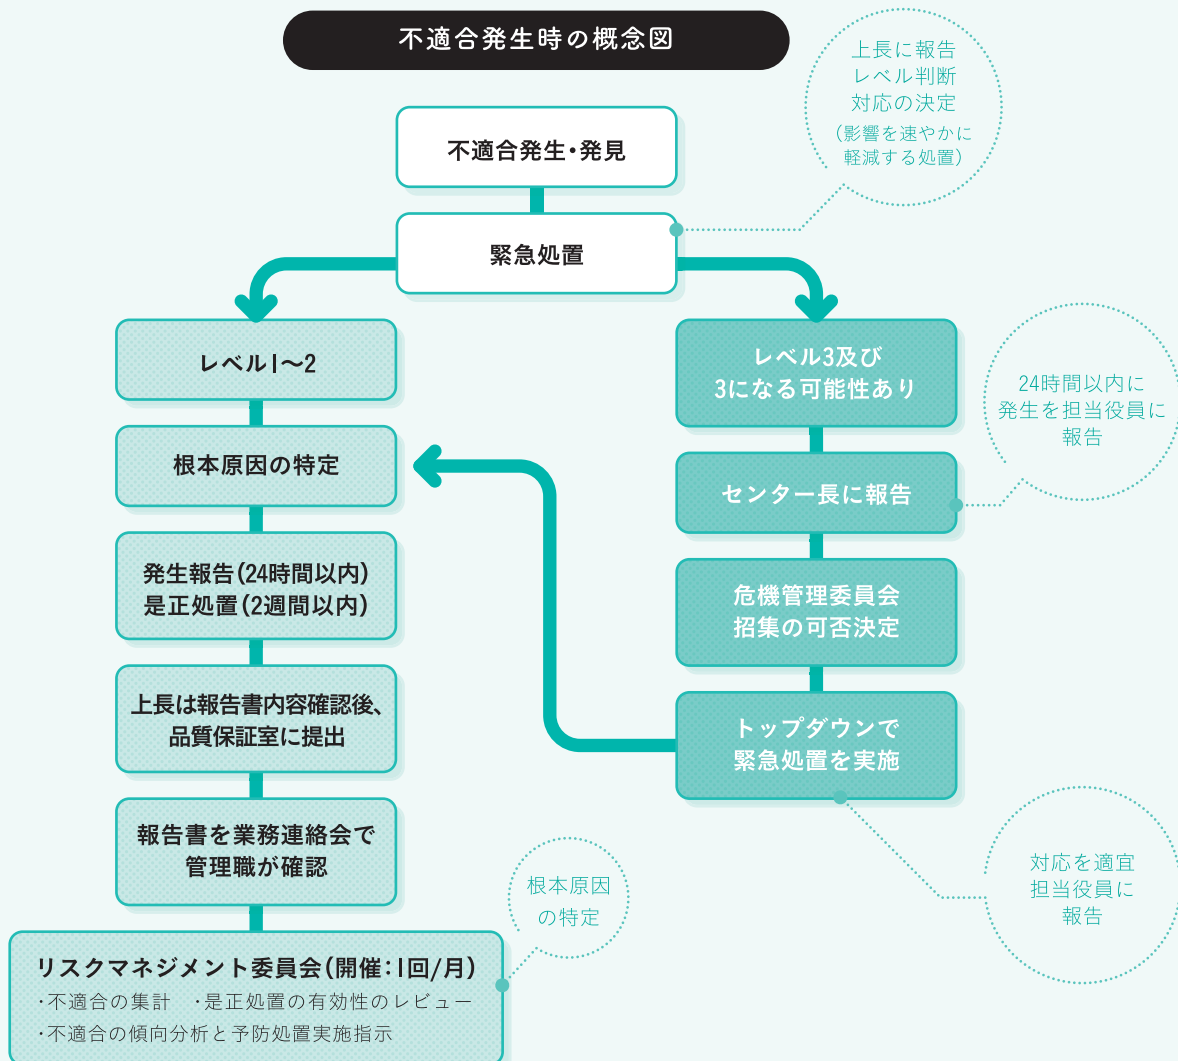 不適合発生時の概念図
上長に報告
レベル判断
対応の決定
（影響を速やかに
軽減する処置）
不適合発生・発見
緊急処置
レベル1〜2
根本原因の特定
発生報告（24時間以内）
是正処置（2週間以内）
上長は報告書内容確認後、
品質保証室に提出
報告書を業務連絡会で
管理職が確認
リスクマネジメント委員会（開催：1回/月）
・不適合の集計　・是正処置の有効性のレビュー
・不適合の傾向分析と予防処置実施指示
根本原因
の特定
レベル3及び
3になる可能性あり
センター長に報告
24時間以内に
発生を担当役員に
報告
危機管理委員会
招集の可否決定
トップダウンで
緊急処置を実施
対応を適宜
担当役員に
報告